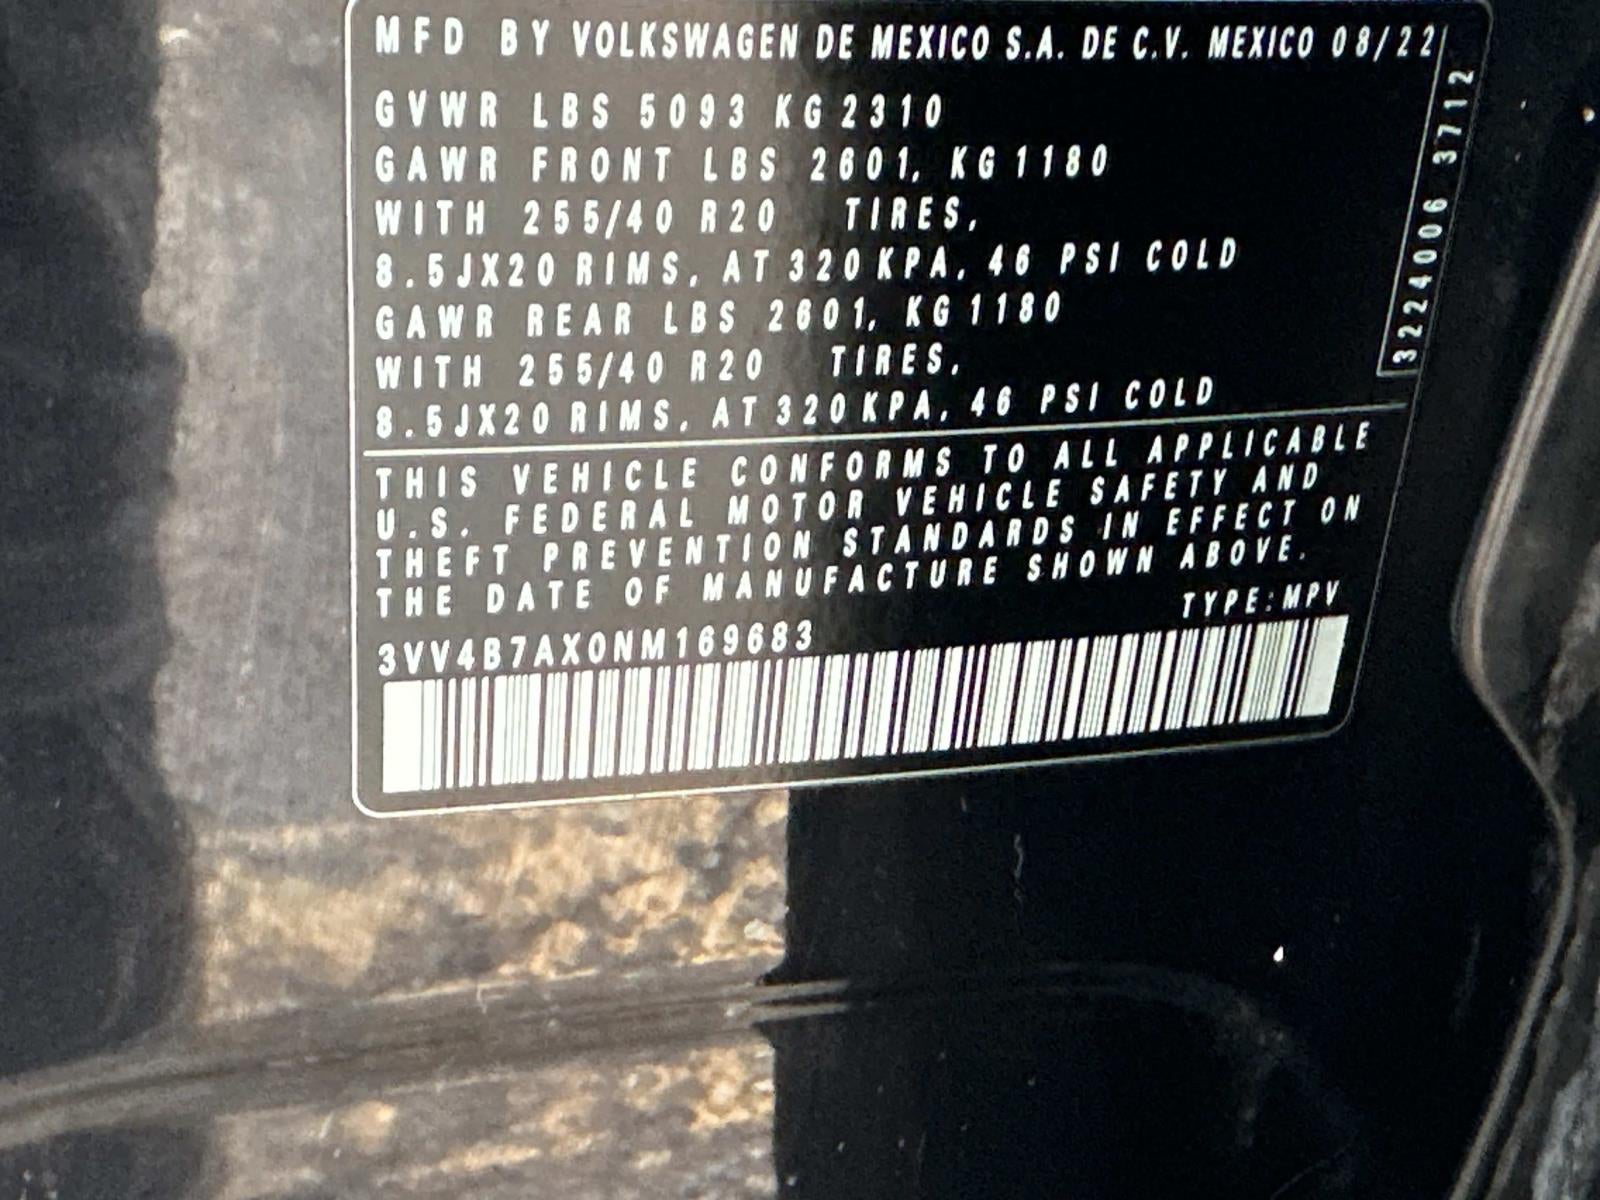 MFD BY VOLKSWAGEN DE MEXICO S.A. DE C.V. MEXICO 08/22
GVWR LBS 5093 KG 2310
GAWR FRONT LBS 2601, KG 1180
WITH 255/40 R20 TIRES,
8.5JX20 RIMS, AT 320 KPA, 46 PSI COLD
GAWR REAR LBS 2601, KG 1180
WITH 255/40 R20 TIRES,
8.5JX20 RIMS, AT 320 KPA, 46 PSI COLD
3224006 3712
THIS VEHICLE CONFORMS TO ALL APPLICABLE
U.S. FEDERAL MOTOR VEHICLE SAFETY AND
THEFT PREVENTION STANDARDS IN EFFECT ON
THE DATE OF MANUFACTURE SHOWN ABOVE.
TYPE:MPV
3VV4B7AX0NM169683